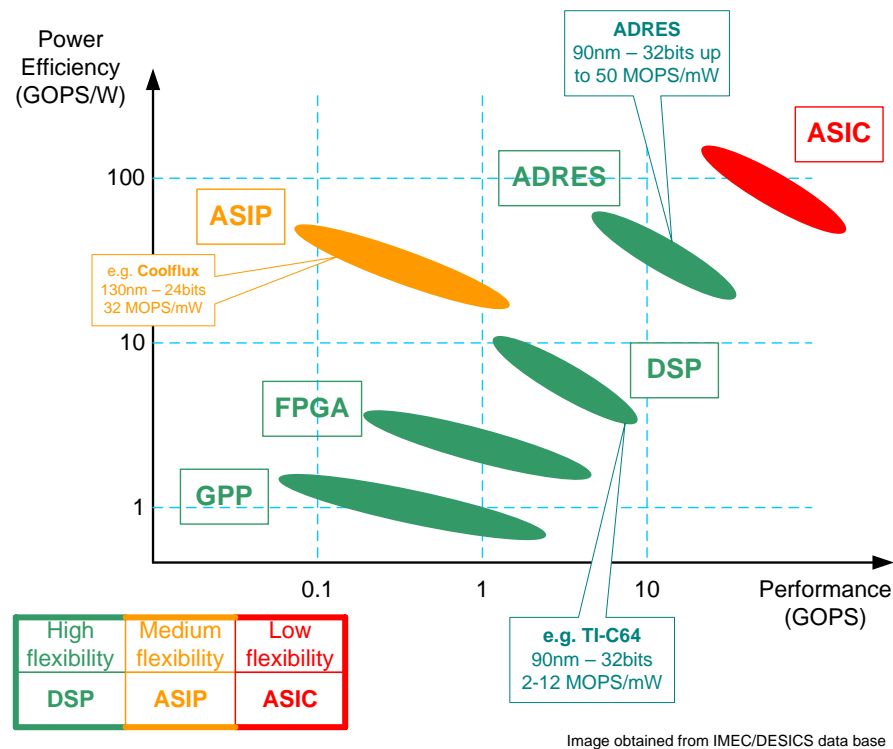 Power
Efficiency
(GOPS/W)
ADRES
90nm – 32bits up
to 50 MOPS/mW
ASIC
100
ADRES
ASIP
e.g. Coolflux
130nm – 24bits
32 MOPS/mW
10
DSP
FPGA
GPP
1
0.1
1
10
Performance
(GOPS)
e.g. TI-C64
90nm – 32bits
2-12 MOPS/mW
High
flexibility
Medium
flexibility
Low
flexibility
DSP
ASIP
ASIC
Image obtained from IMEC/DESICS data base